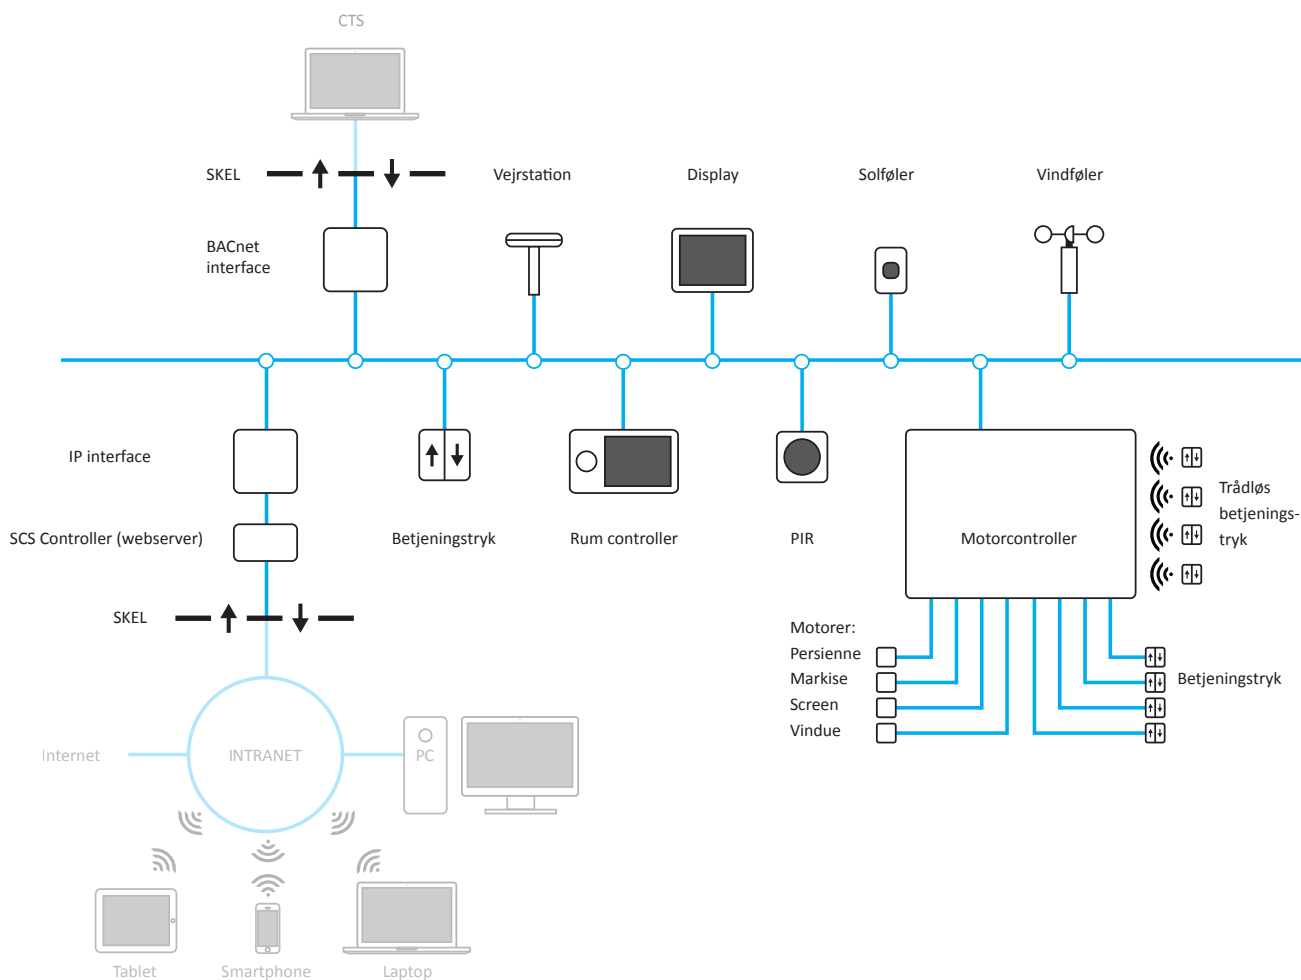 CTS
SKEL
Vejrstation
Display
Solføler
Vindføler
BACnet
interface
IP interface
SCS Controller (webserver)
Betjeningstryk
Rum controller
PIR
Motorcontroller
Trådløs
betjenings-
tryk
SKEL
Motorer:
Persienne
Markise
Screen
Vindue
Betjeningstryk
Internet
INTRANET
PC
Tablet
Smartphone
Laptop